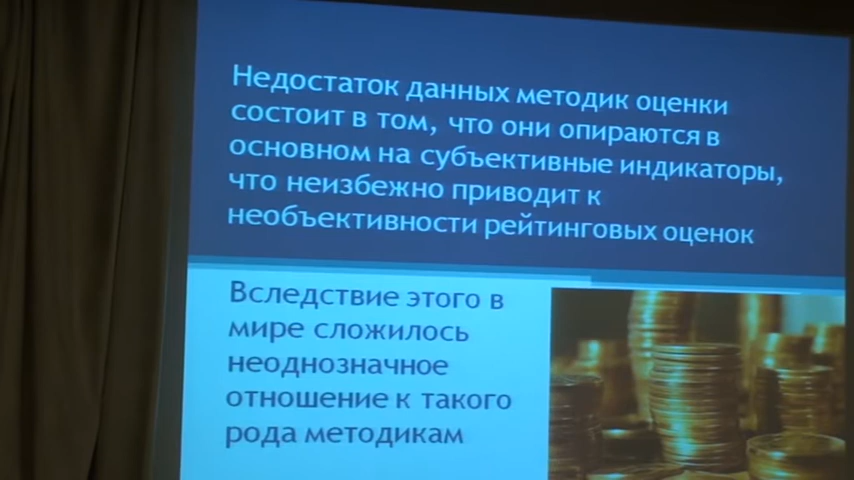 Недостаток данных методик оценки
состоит в том, что они опираются в
основном на субъективные индикаторы,
что неизбежно приводит к
необъективности рейтинговых оценок
Вследствие этого в
мире сложилось
неоднозначное
отношение к такого
рода методикам